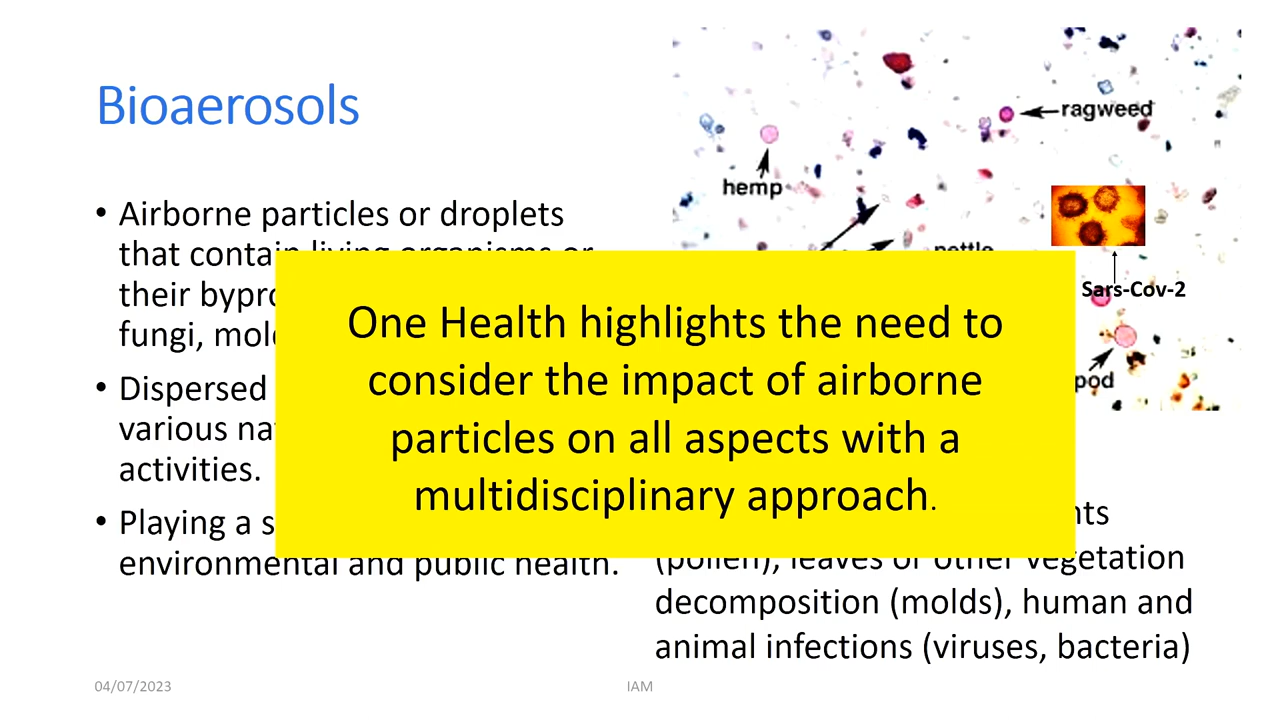 Bioaerosols
• Airborne particles or droplets
that contain living organisms or
their
fungi,
• Dispersed
various
activities.
• Playing a
environmental and public health.
ragweed
hemp
nettle
Sars-Cov-2
pod
One Health highlights the need to
consider the impact of airborne
particles on all aspects with a
multidisciplinary approach.
(pollen), leaves or other vegetation
decomposition (molds), human and
animal infections (viruses, bacteria)
04/07/2023
IAM